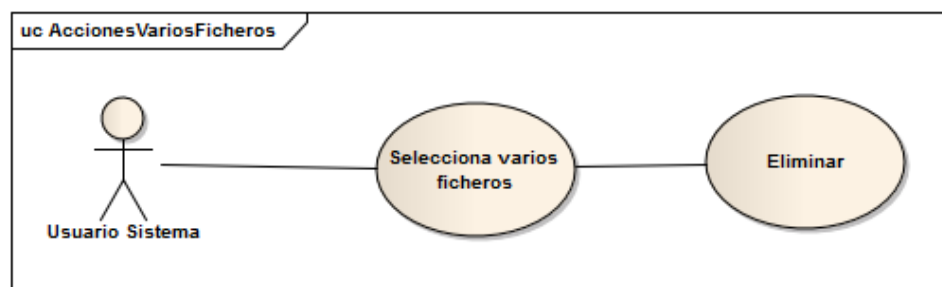 uc AccionesVariosFicheros
Selecciona varios
ficheros
Eliminar
Usuario Sistema